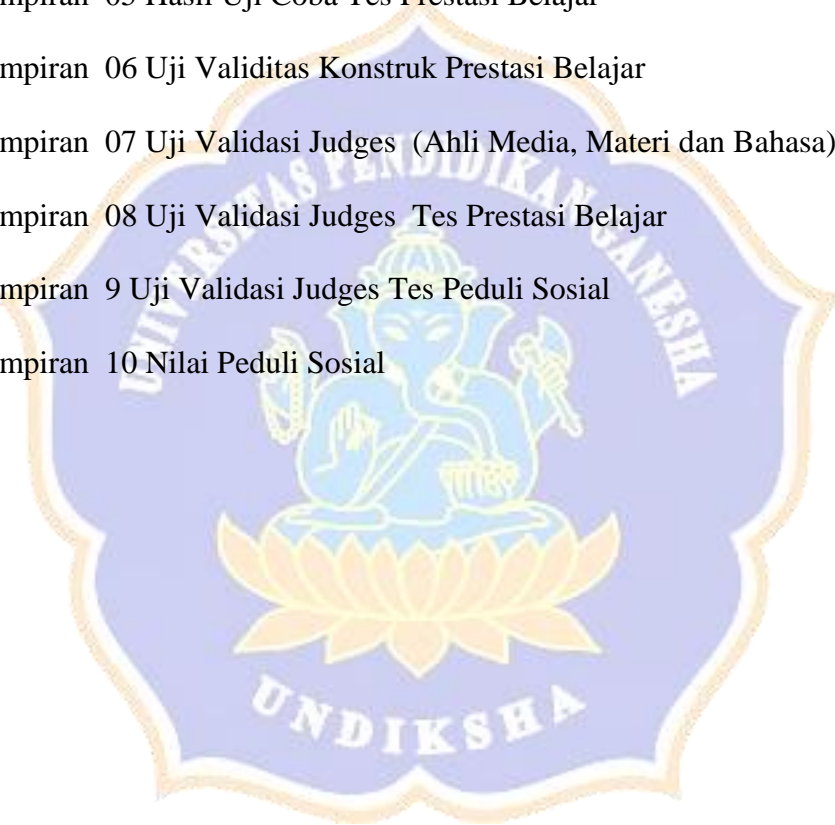 mpiran 05 Hasil Uji Coba Tes Prestasi Belajar
mpiran 06 Uji Validitas Konstruk Prestasi Belajar
mpiran 07 Uji Validasi Judges (Ahli Media, Materi dan Bahasa)
mpiran 08 Uji Validasi Judges Tes Prestasi Belajar
mpiran 9 Uji Validasi Judges Tes Peduli Sosial
mpiran 10 Nilai Peduli Sosial
UNIVERSITAS PENDIDIKAN GANESHA
UNDIKSHA